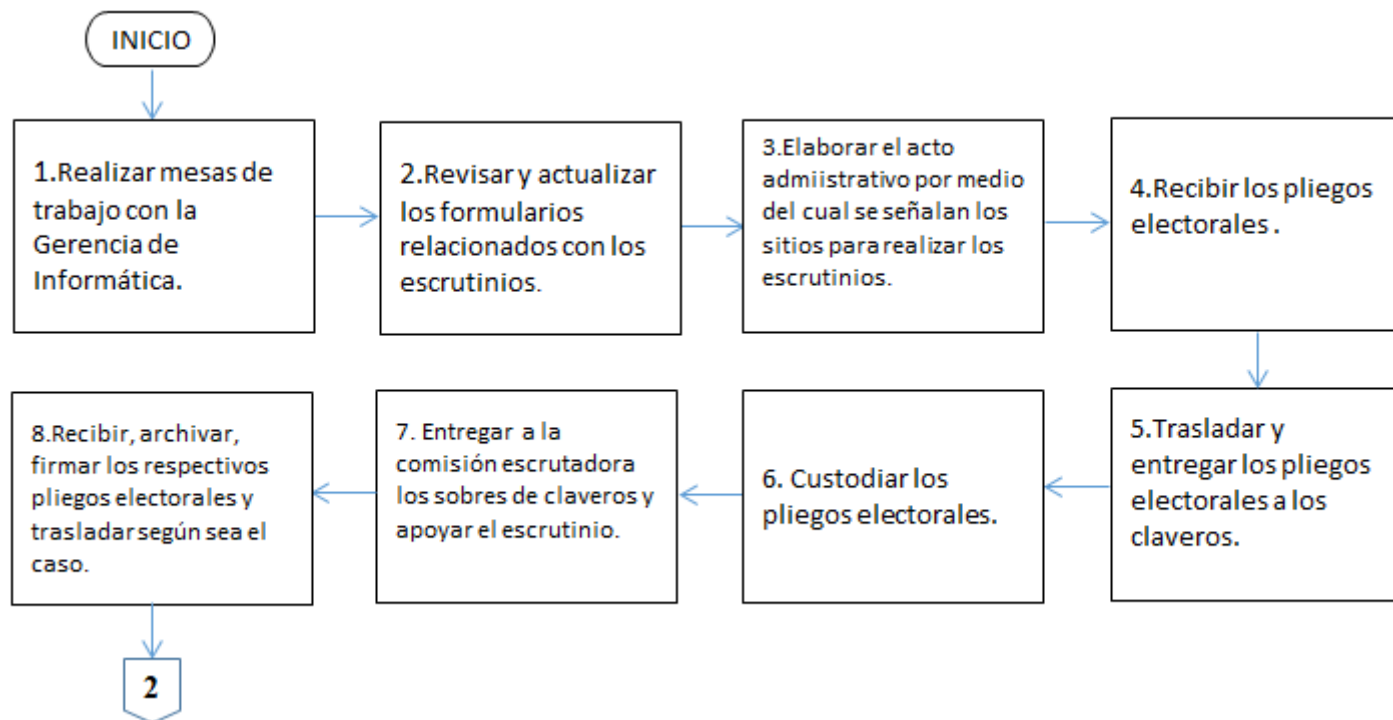 INICIO
1.Realizar mesas de
trabajo con la
Gerencia de
Informática.
2.Revisar y actualizar
los formularios
relacionados con los
escrutinios.
3.Elaborar el acto
admiistrativo por medio
del cual se señalan los
sitios para realizar los
escrutinios.
4.Recibir los pliegos
electorales .
5.Trasladar y
entregar los pliegos
electorales a los
claveros.
6. Custodiar los
pliegos electorales.
7. Entregar a la
comisión escrutadora
los sobres de claveros y
apoyar el escrutinio.
8.Recibir, archivar,
firmar los respectivos
pliegos electorales y
trasladar según sea el
caso.
2